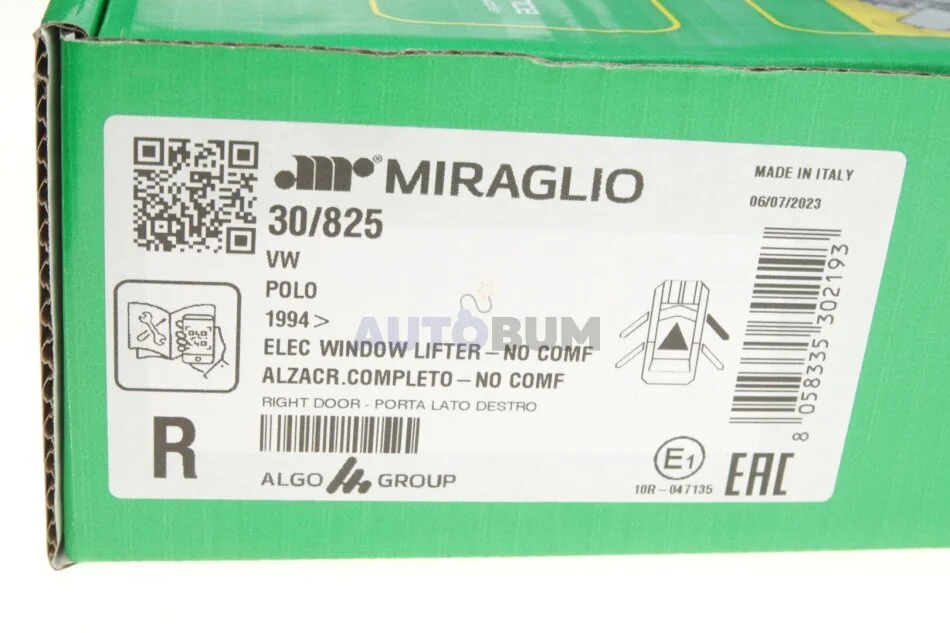 MIRAGLIO
30/825
VW
POLO
1994 >
ELEC WINDOW LIFTER - NO COMF
ALZACR.COMPLETO - NO COMF
RIGHT DOOR - PORTA LATO DESTRO
R
ALGO GROUP
MADE IN ITALY
06/07/2023
8 058335 302193
E1
10R-047135
EAC
AUTOBUM